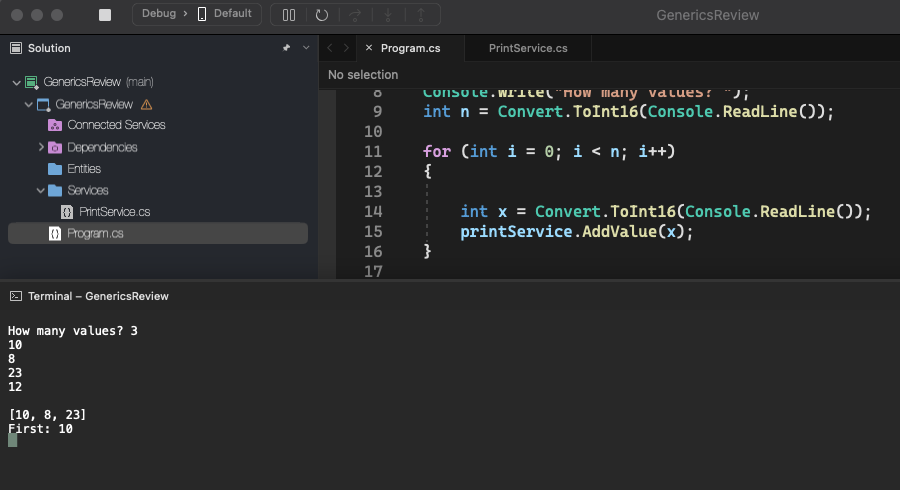 Debug › Default
GenericsReview
Solution
Program.cs
PrintService.cs
No selection
GenericsReview (main)
GenericsReview
Connected Services
Dependencies
Entities
Services
PrintService.cs
Program.cs
8 Console.Write("How many values? ");
9 int n = Convert.ToInt16(Console.ReadLine());
10
11 for (int i = 0; i < n; i++)
12 {
13
14 int x = Convert.ToInt16(Console.ReadLine());
15 printService.AddValue(x);
16 }
17
Terminal – GenericsReview
How many values? 3
10
8
23
12
[10, 8, 23]
First: 10